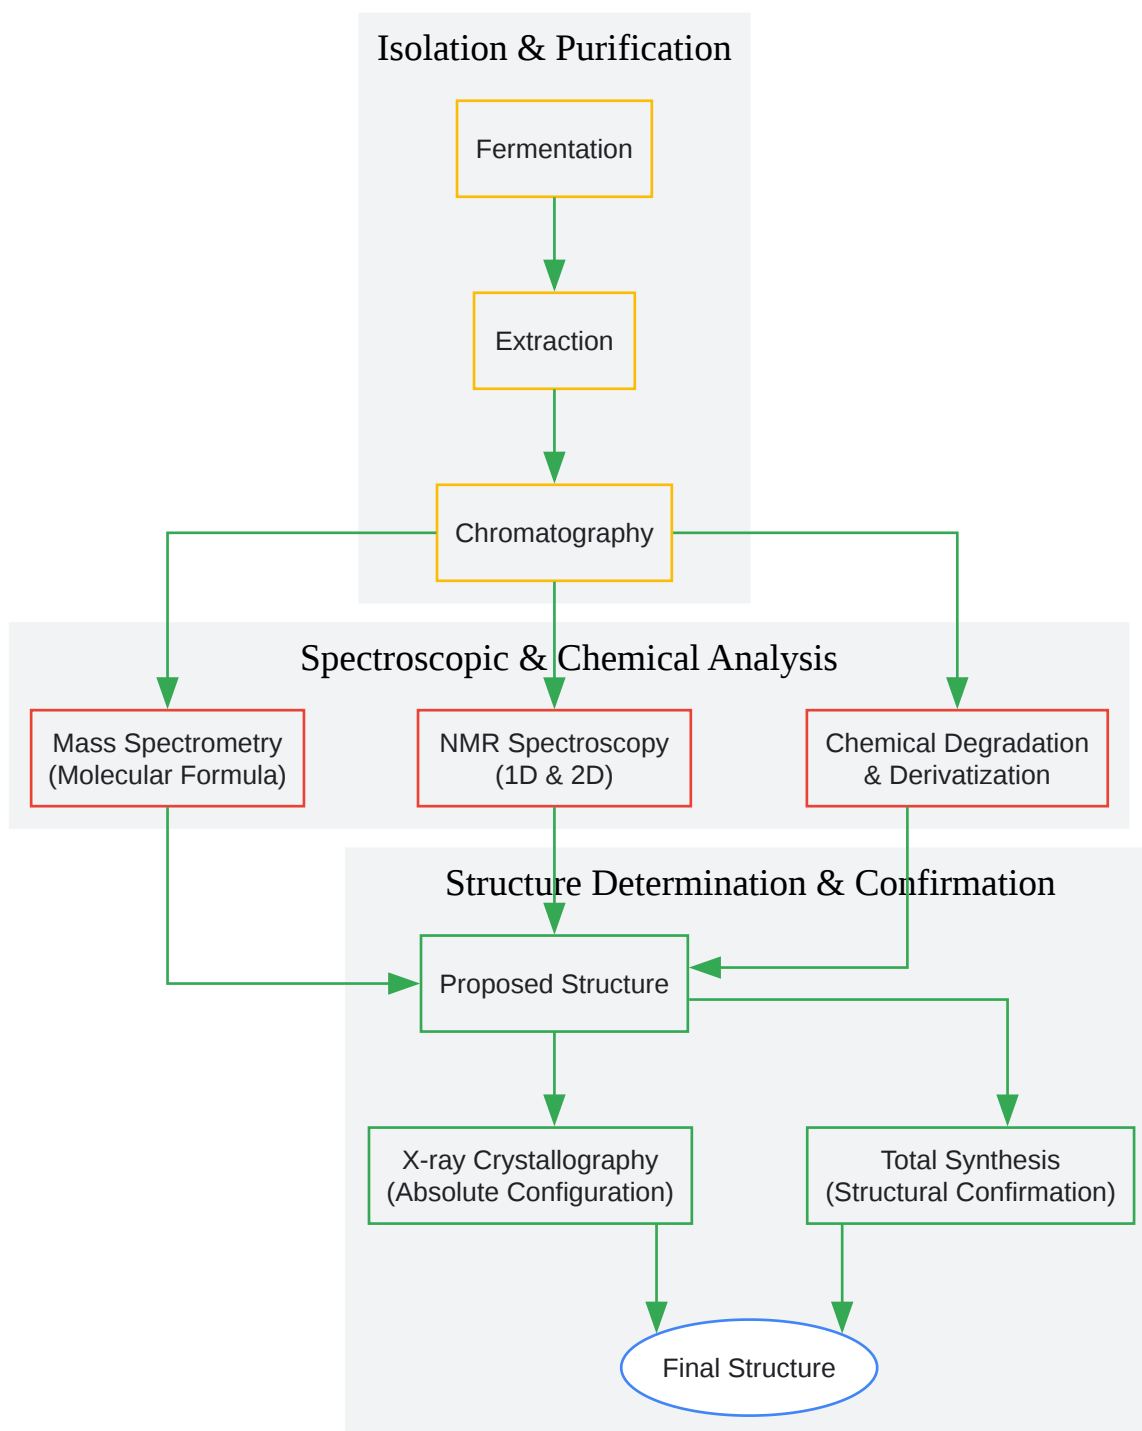 Isolation & Purification
Fermentation
Extraction
Chromatography
Spectroscopic & Chemical Analysis
Mass Spectrometry
(Molecular Formula)
NMR Spectroscopy
(1D & 2D)
Chemical Degradation
& Derivatization
Structure Determination & Confirmation
Proposed Structure
X-ray Crystallography
(Absolute Configuration)
Total Synthesis
(Structural Confirmation)
Final Structure